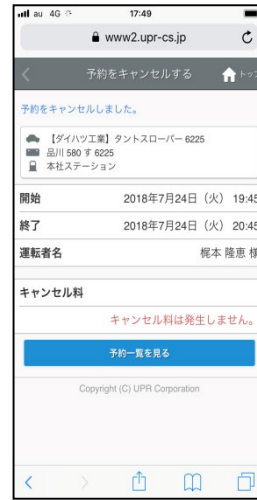 au 4G 17:49
www2.upr-cs.jp
予約をキャンセルする トップ
予約をキャンセルしました。
【ダイハツ工業】タントスローパー 6225
品川 580 す 6225
本社ステーション
開始 2018年7月24日（火） 19:45
終了 2018年7月24日（火） 20:45
運転者名 梶本 隆恵 様
キャンセル料
キャンセル料は発生しません。
予約一覧を見る
Copyright (C) UPR Corporation